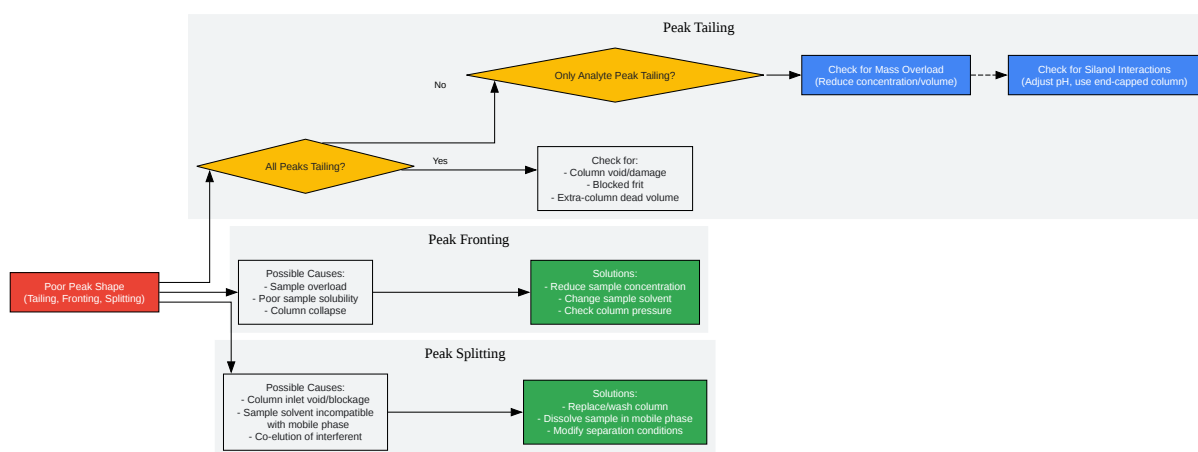 Peak Tailing
Only Analyte Peak Tailing?
Check for Mass Overload
(Reduce concentration/volume)
Check for Silanol Interactions
(Adjust pH, use end-capped column)
No
All Peaks Tailing?
Yes
Check for:
- Column void/damage
- Blocked frit
- Extra-column dead volume
Poor Peak Shape
(Tailing, Fronting, Splitting)
Peak Fronting
Possible Causes:
- Sample overload
- Poor sample solubility
- Column collapse
Solutions:
- Reduce sample concentration
- Change sample solvent
- Check column pressure
Peak Splitting
Possible Causes:
- Column inlet void/blockage
- Sample solvent incompatible
with mobile phase
- Co-elution of interferent
Solutions:
- Replace/wash column
- Dissolve sample in mobile phase
- Modify separation conditions